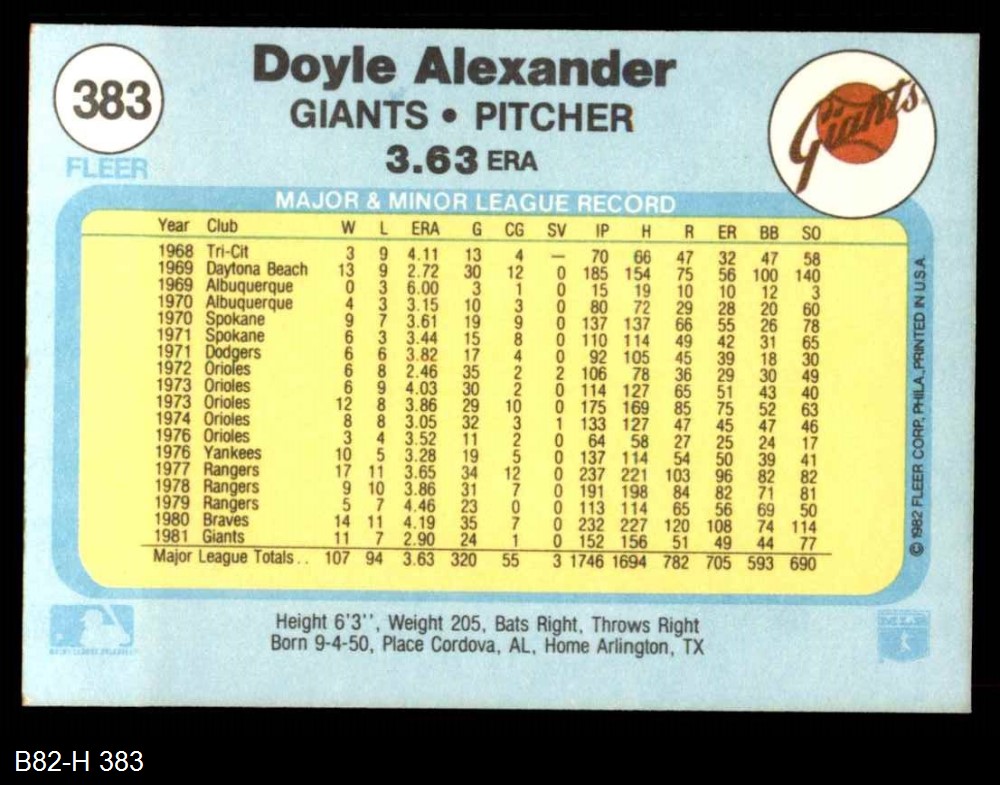 383
FLEER
Doyle Alexander
GIANTS • PITCHER
3.63 ERA
Giants
MAJOR & MINOR LEAGUE RECORD
Year Club W L ERA G CG SV IP H R ER BB SO
1968 Tri-Cit 3 9 4.11 13 4 — 70 66 47 32 47 58
1969 Daytona Beach 13 9 2.72 30 12 0 185 154 75 56 100 140
1969 Albuquerque 0 3 6.00 3 1 0 15 19 10 10 12 3
1970 Albuquerque 4 3 3.15 10 3 0 80 72 29 28 20 60
1970 Spokane 9 7 3.61 19 9 0 137 137 66 55 26 78
1971 Spokane 6 3 3.44 15 8 0 110 114 49 42 31 65
1971 Dodgers 6 6 3.82 17 4 0 92 105 45 39 18 30
1972 Orioles 6 8 2.46 35 2 2 106 78 36 29 30 49
1973 Orioles 6 9 4.03 30 2 0 114 127 65 51 43 40
1973 Orioles 12 8 3.86 29 10 0 175 169 85 75 52 63
1974 Orioles 8 8 3.05 32 3 1 133 127 47 45 47 46
1976 Orioles 3 4 3.52 11 2 0 64 58 27 25 24 17
1976 Yankees 10 5 3.28 19 5 0 137 114 54 50 39 41
1977 Rangers 17 11 3.65 34 12 0 237 221 103 96 82 82
1978 Rangers 9 10 3.86 31 7 0 191 198 84 82 71 81
1979 Rangers 5 7 4.46 23 0 0 113 114 65 56 69 50
1980 Braves 14 11 4.19 35 7 0 232 227 120 108 74 114
1981 Giants 11 7 2.90 24 1 0 152 156 51 49 44 77
Major League Totals.. 107 94 3.63 320 55 3 1746 1694 782 705 593 690
© 1982 FLEER CORP, PHILA., PRINTED IN U.S.A.
Height 6'3'', Weight 205, Bats Right, Throws Right
Born 9-4-50, Place Cordova, AL, Home Arlington, TX
B82-H 383